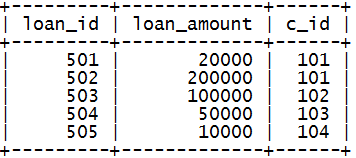 +---------+-------------+-------+
| loan_id | loan_amount | c_id  |
+---------+-------------+-------+
|     501 |       20000 |   101 |
|     502 |      200000 |   101 |
|     503 |      100000 |   102 |
|     504 |       50000 |   103 |
|     505 |       10000 |   104 |
+---------+-------------+-------+